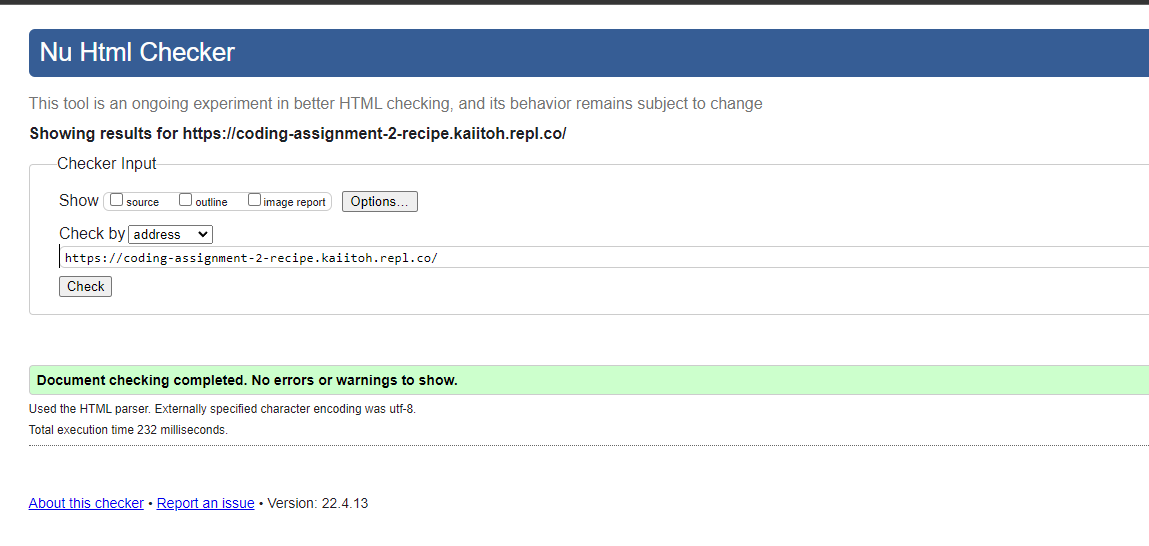 Nu Html Checker
This tool is an ongoing experiment in better HTML checking, and its behavior remains subject to change
Showing results for https://coding-assignment-2-recipe.kaiitoh.repl.co/
Checker Input
Show source outline image report Options...
Check by address
https://coding-assignment-2-recipe.kaiitoh.repl.co/
Check
Document checking completed. No errors or warnings to show.
Used the HTML parser. Externally specified character encoding was utf-8.
Total execution time 232 milliseconds.
About this checker • Report an issue • Version: 22.4.13